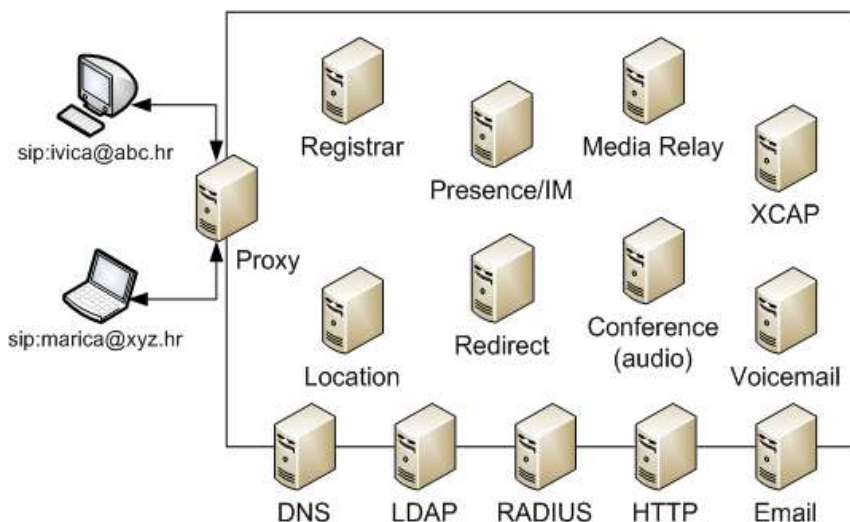 Registrar
Media Relay
sip:ivica@abc.hr
Presence/IM
XCAP
Proxy
sip:marica@xyz.hr
Location
Redirect
Conference
(audio)
Voicemail
DNS
LDAP
RADIUS
HTTP
Email